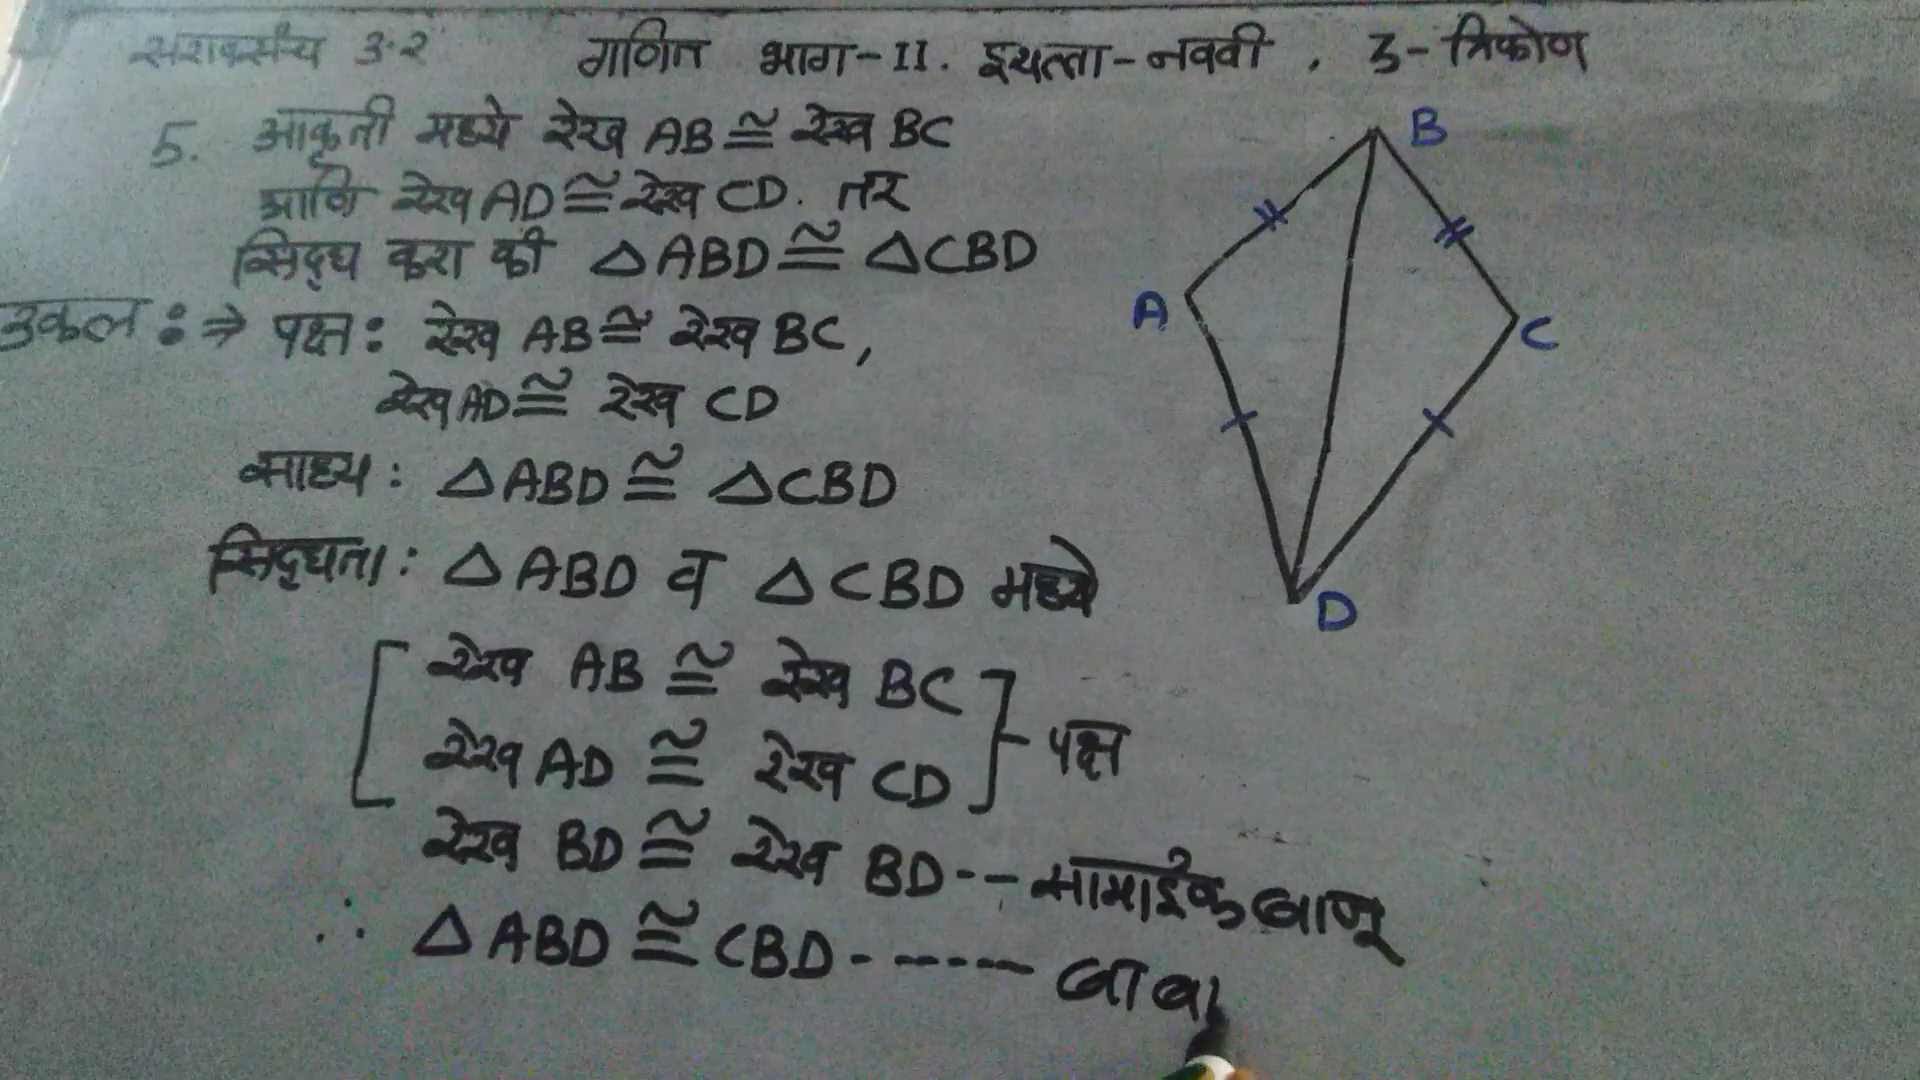 सरावसंच 3.2 गणित भाग-II. इयत्ता-नववी, 3-त्रिकोण
5. आकृती मध्ये रेख AB ≅ रेख BC
आणि रेख AD ≅ रेख CD. तर
सिद्ध करा की △ABD ≅ △CBD
उकल :⇒ पक्ष: रेख AB ≅ रेख BC,
रेख AD ≅ रेख CD
साध्य: △ABD ≅ △CBD
सिद्धता: △ABD व △CBD मध्ये
रेख AB ≅ रेख BC
रेख AD ≅ रेख CD
] - पक्ष
रेख BD ≅ रेख BD -- सामाईक बाजू
∴ △ABD ≅ CBD ------ बा बा
B
A
C
D